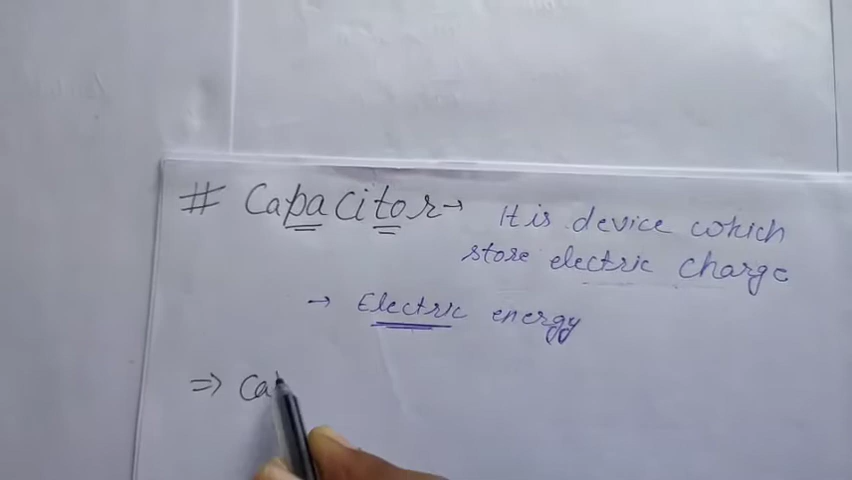 # Capacitor → It is device which
store electric charge
→ Electric energy
⇒ Ca